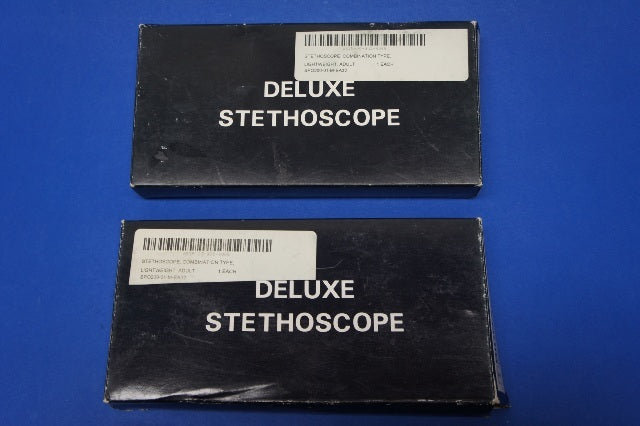 STETHOSCOPE, COMBINATION TYPE,
LIGHTWEIGHT, ADULT 1 EACH
DELUXE
STETHOSCOPE
STETHOSCOPE, COMBINATION TYPE,
LIGHTWEIGHT, ADULT 1 EACH
DELUXE
STETHOSCOPE